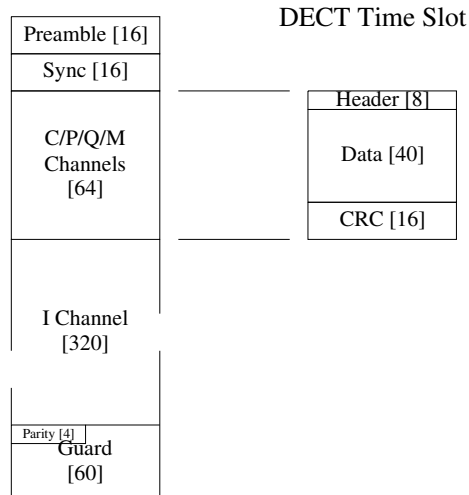 DECT Time Slot
Preamble [16]
Sync [16]
C/P/Q/M
Channels
[64]
Header [8]
Data [40]
CRC [16]
I Channel
[320]
Parity [4]
Guard
[60]